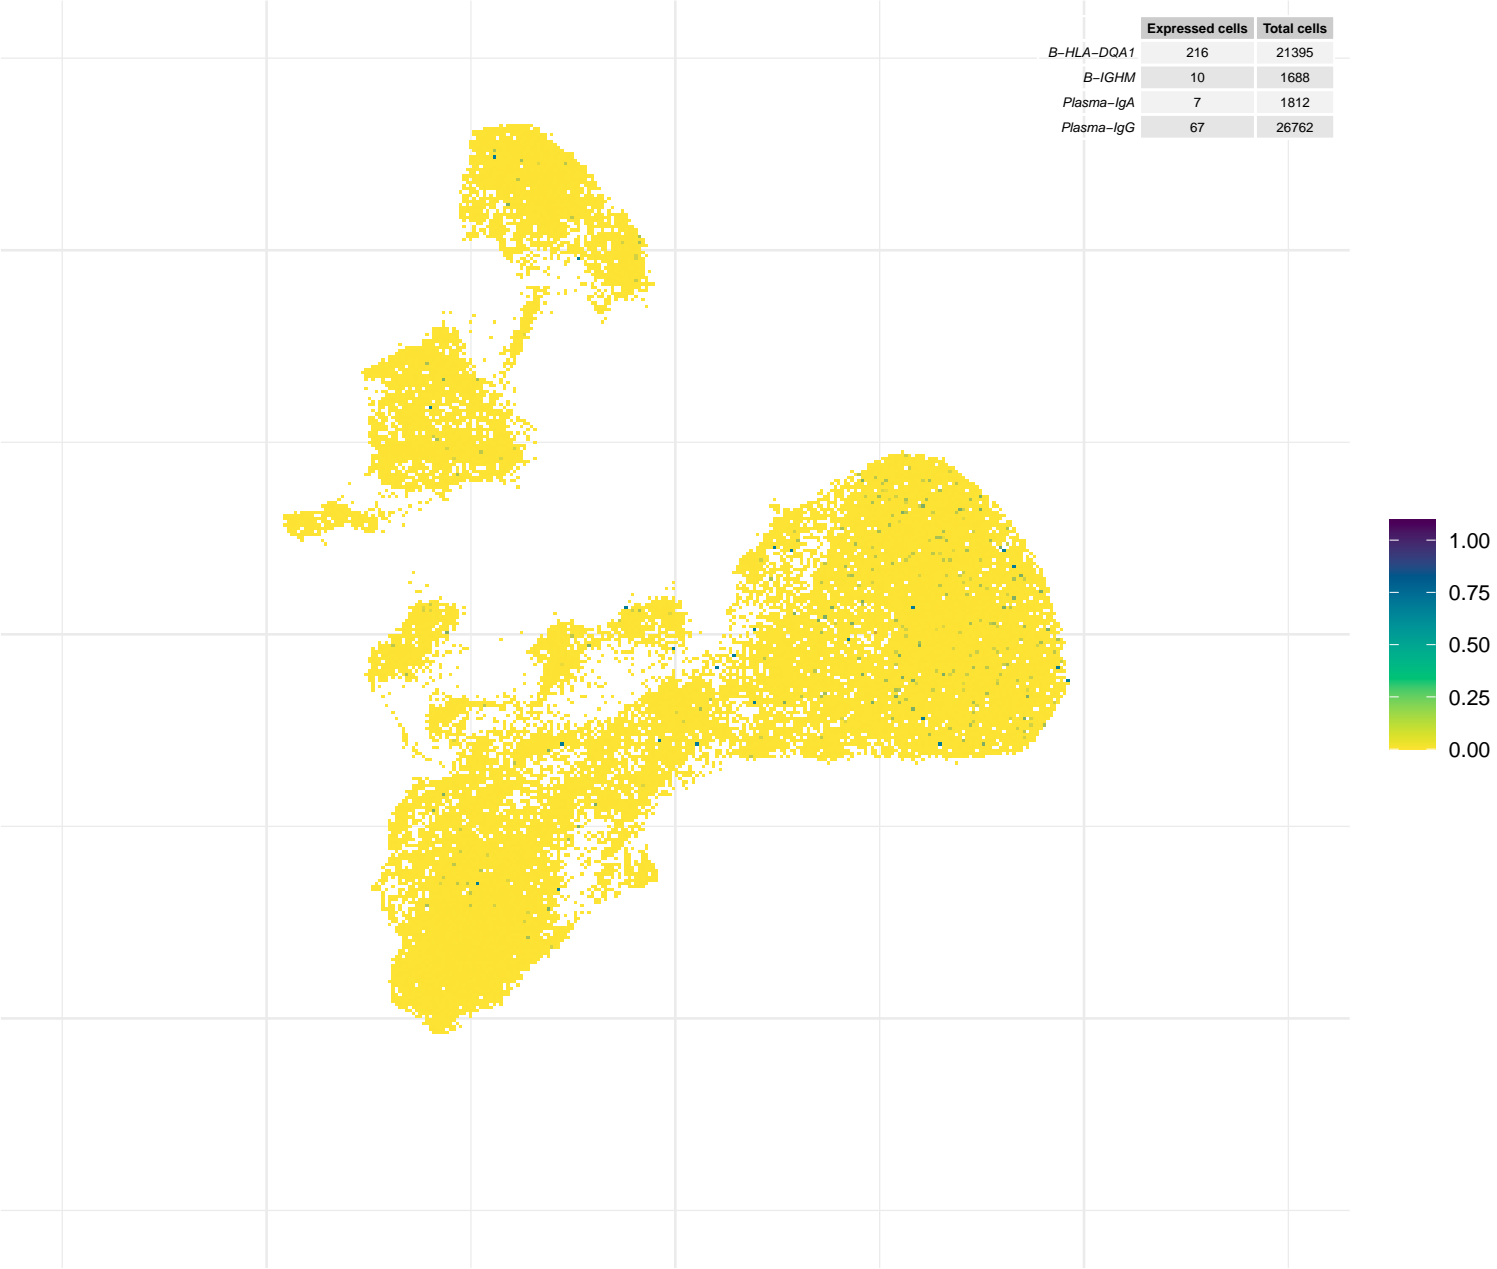 Expressed cells Total cells
B−HLA−DQA1 216 21395
B−IGHM 10 1688
Plasma−IgA 7 1812
Plasma−IgG 67 26762
1.00
0.75
0.50
0.25
0.00